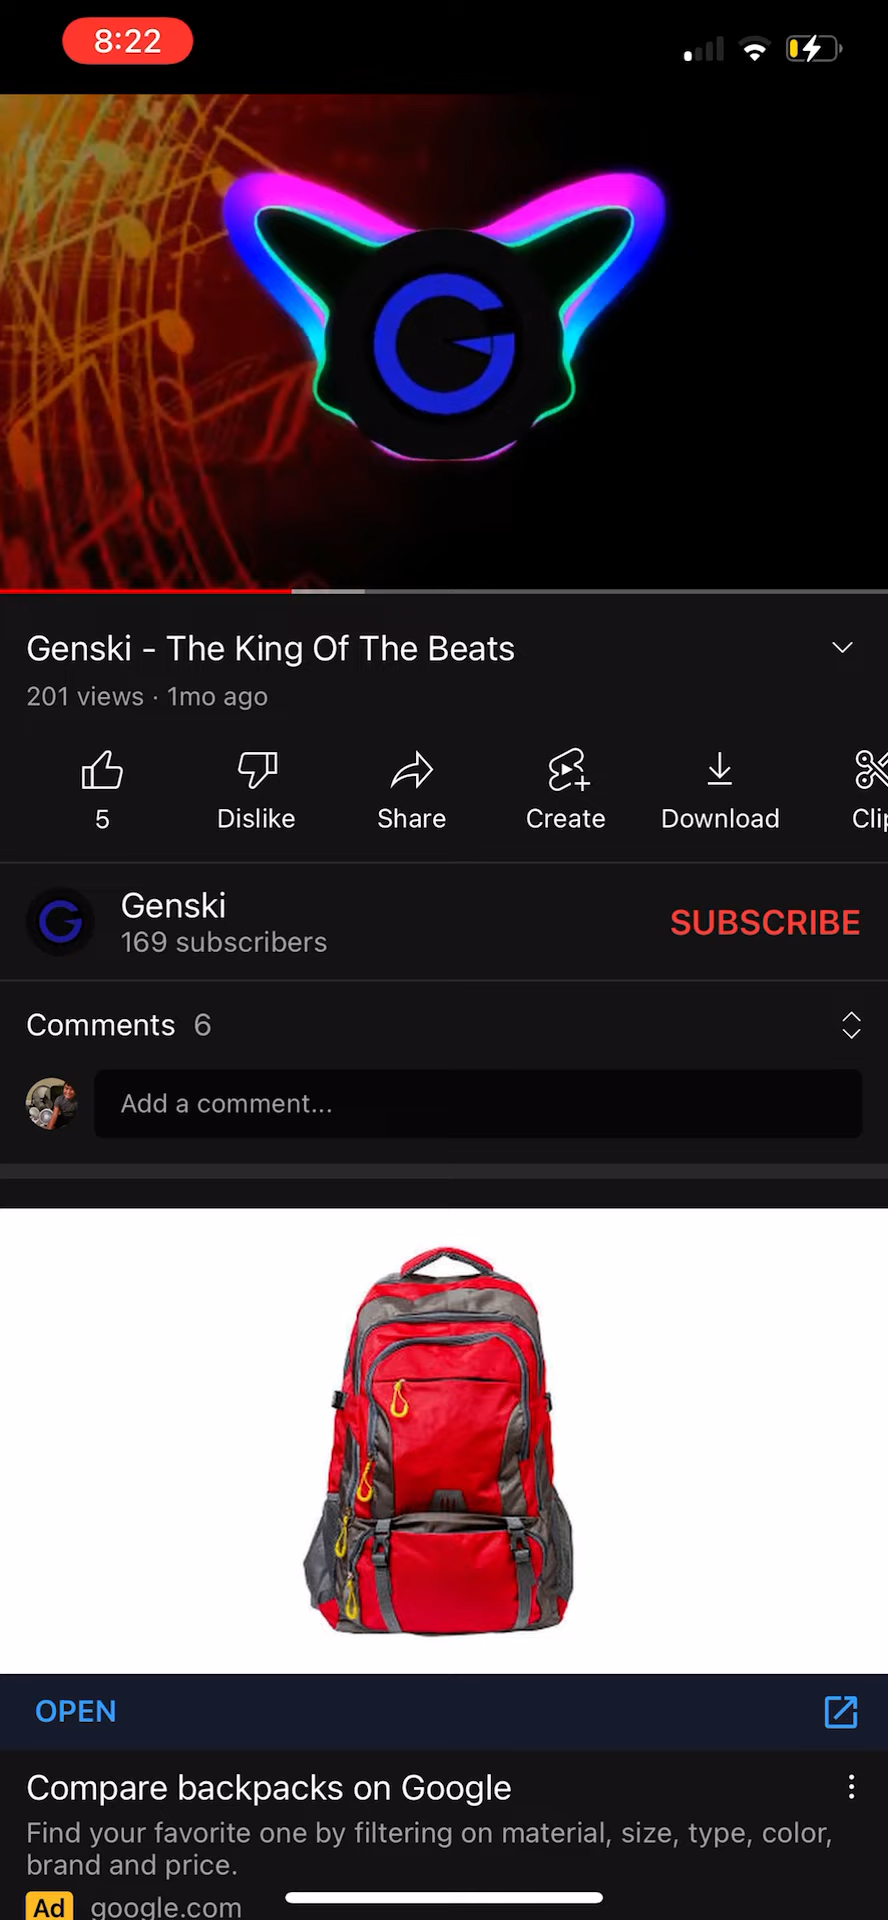 8:22
G
Genski - The King Of The Beats
201 views · 1mo ago
5
Dislike
Share
Create
Download
Clip
Genski
169 subscribers
SUBSCRIBE
Comments 6
Add a comment...
OPEN
Compare backpacks on Google
Find your favorite one by filtering on material, size, type, color,
brand and price.
Ad google.com